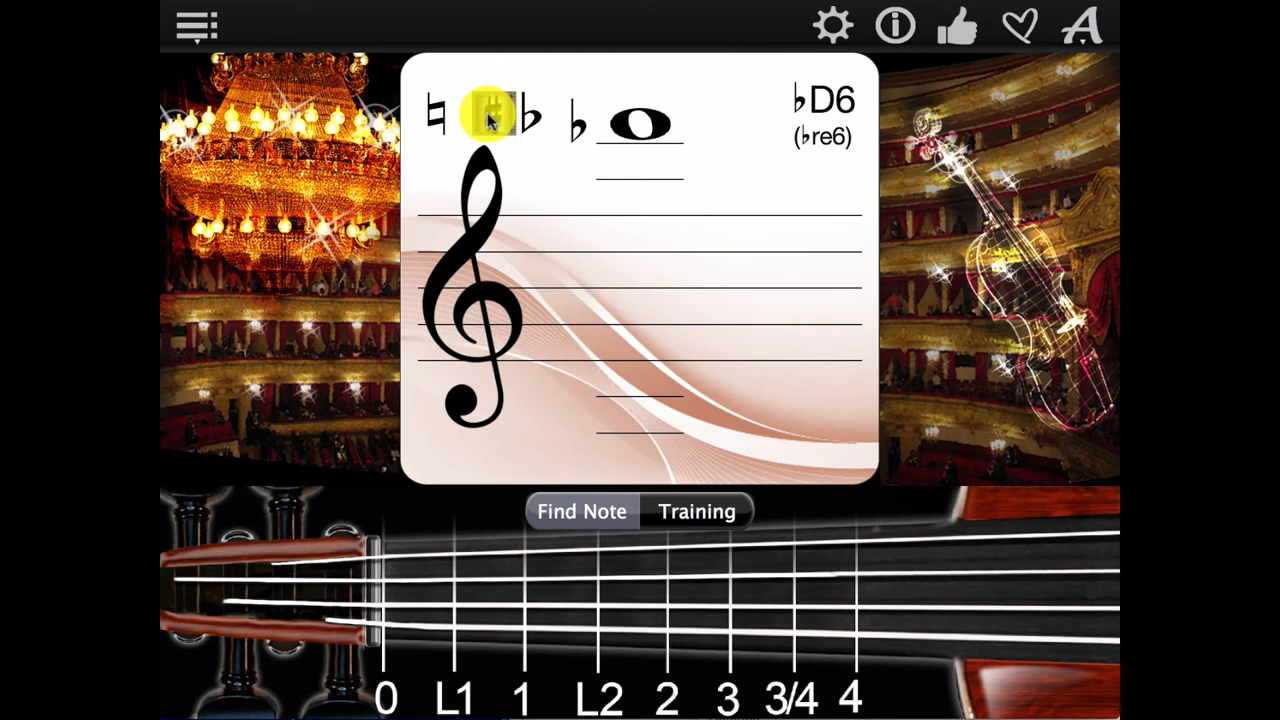 ♭D6
(♭re6)
Find Note Training
0 L1 1 L2 2 3 3/4 4